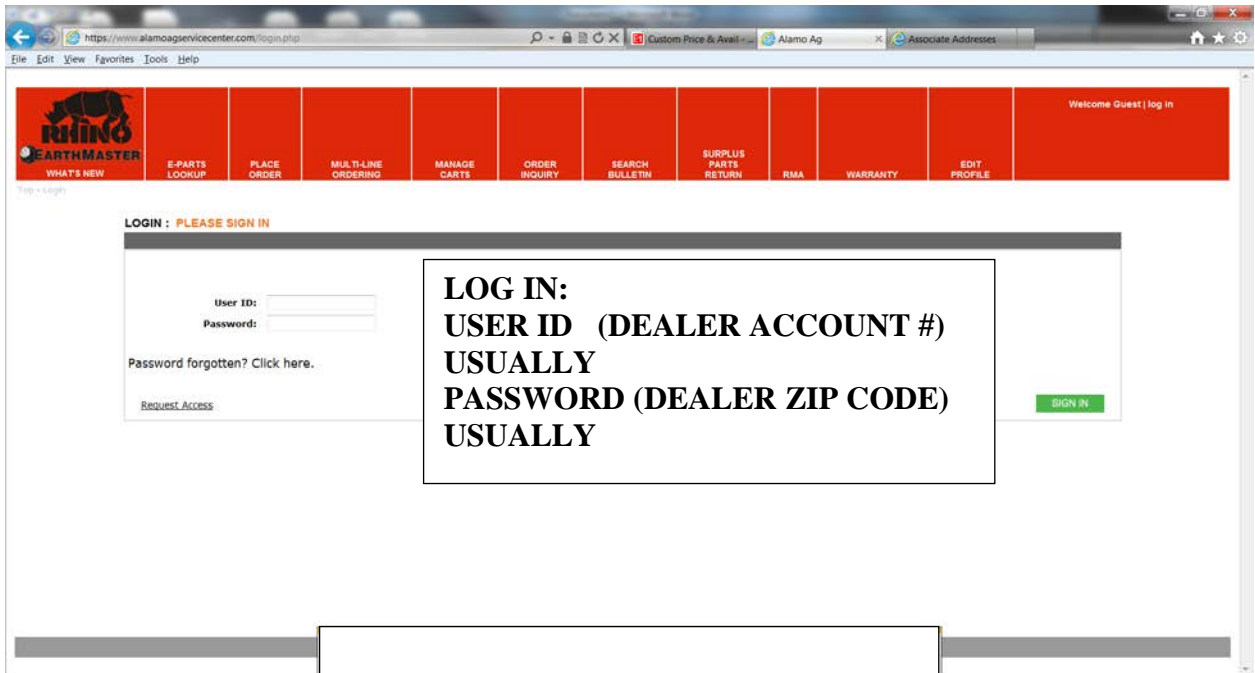 https://www.alamoagservicecenter.com/login.php
Custom Price & Avail - ...
Alamo Ag
Associate Addresses
File Edit View Favorites Tools Help
Welcome Guest | log in
RHINO
EARTHMASTER
WHAT'S NEW
E-PARTS LOOKUP
PLACE ORDER
MULTI-LINE ORDERING
MANAGE CARTS
ORDER INQUIRY
SEARCH BULLETIN
SURPLUS PARTS RETURN
RMA
WARRANTY
EDIT PROFILE
Top » Login
LOGIN : PLEASE SIGN IN
User ID:
Password:
Password forgotten? Click here.
Request Access
SIGN IN
LOG IN:
USER ID (DEALER ACCOUNT #)
USUALLY
PASSWORD (DEALER ZIP CODE)
USUALLY